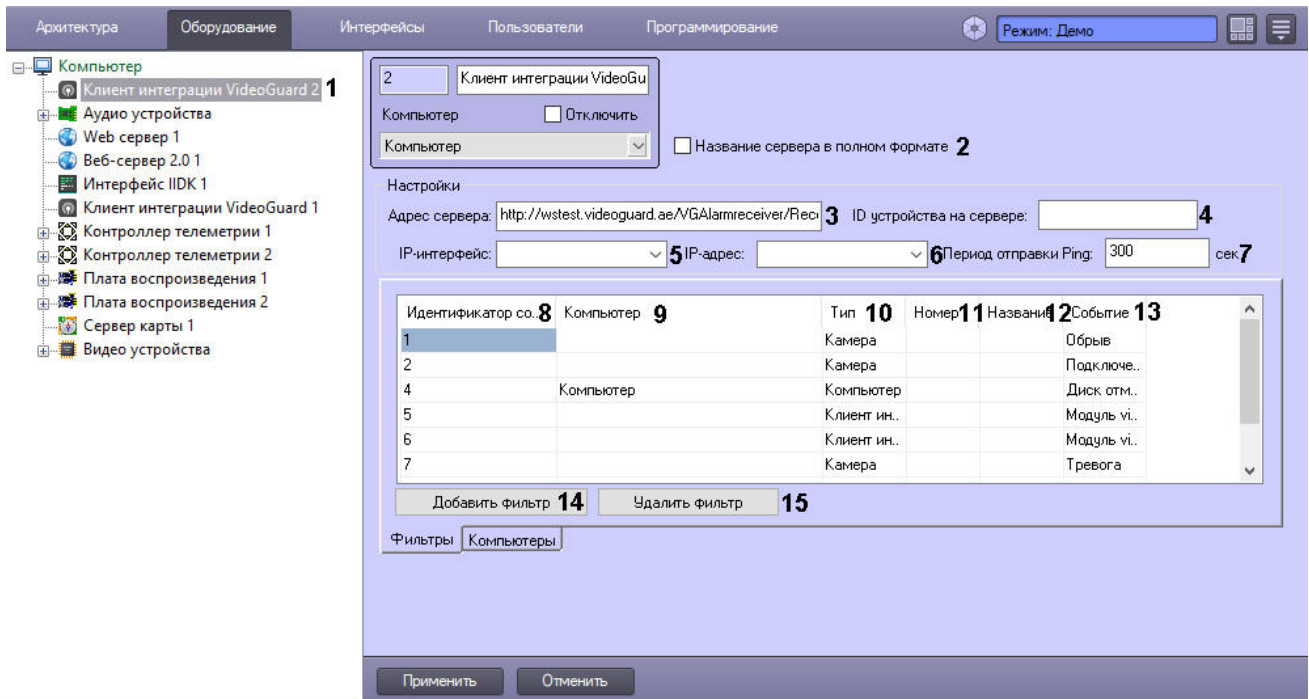 Архитектура Оборудование Интерфейсы Пользователи Программирование Режим: Демо
Компьютер
Клиент интеграции VideoGuard 2 1
Аудио устройства
Web сервер 1
Веб-сервер 2.0 1
Интерфейс IIDK 1
Клиент интеграции VideoGuard 1
Контроллер телеметрии 1
Контроллер телеметрии 2
Плата воспроизведения 1
Плата воспроизведения 2
Сервер карты 1
Видео устройства
2 Клиент интеграции VideoGu
Компьютер Отключить
Компьютер Название сервера в полном формате 2
Настройки
Адрес сервера: http://wstest.videoguard.ae/VGAlarmreceiver/Rec 3 ID устройства на сервере: 4
IP-интерфейс: 5 IP-адрес: 6 Период отправки Ping: 300 сек 7
Идентификатор со.. 8 Компьютер 9 Тип 10 Номер 11 Название 12 Событие 13
1 Камера Обрыв
2 Камера Подключе..
4 Компьютер Компьютер Диск отм..
5 Клиент ин.. Модуль vi..
6 Клиент ин.. Модуль vi..
7 Камера Тревога
Добавить фильтр 14 Удалить фильтр 15
Фильтры Компьютеры
Применить Отменить